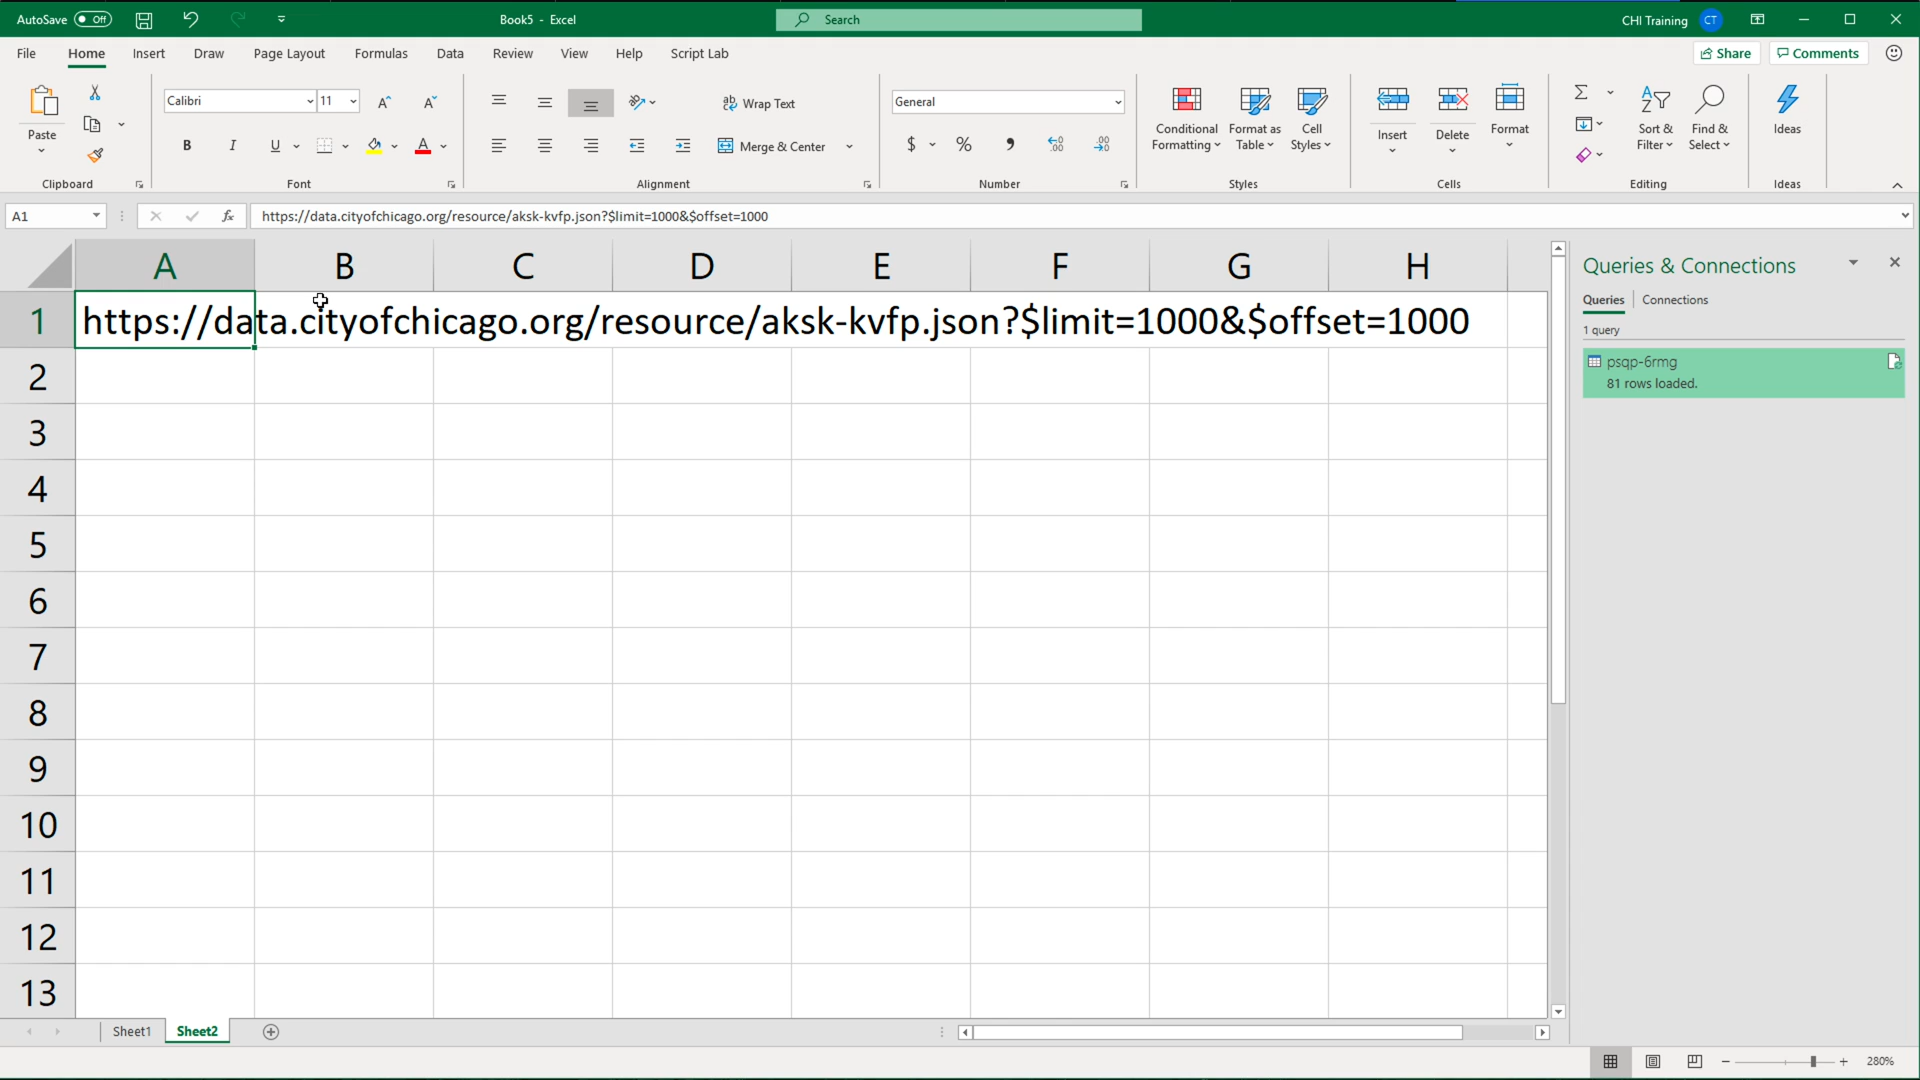 AutoSave Off Book5 - Excel Search CHI Training CT
File Home Insert Draw Page Layout Formulas Data Review View Help Script Lab Share Comments
Paste Calibri 11 B I U A A A Wrap Text Merge & Center General $ % , Conditional Formatting Format as Table Cell Styles Insert Delete Format Sort & Filter Find & Select Ideas
Clipboard Font Alignment Number Styles Cells Editing Ideas
A1 fx https://data.cityofchicago.org/resource/aksk-kvfp.json?$limit=1000&$offset=1000
A B C D E F G H
1 https://data.cityofchicago.org/resource/aksk-kvfp.json?$limit=1000&$offset=1000
2
3
4
5
6
7
8
9
10
11
12
13
Queries & Connections
Queries Connections
1 query
psqp-6rmg
81 rows loaded.
Sheet1 Sheet2
280%